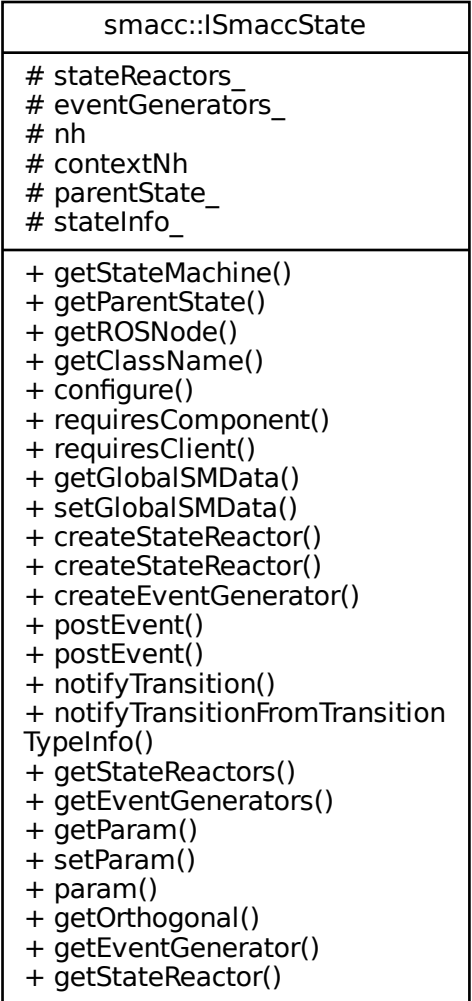 smacc::ISmaccState
# stateReactors_
# eventGenerators_
# nh
# contextNh
# parentState_
# stateInfo_
+ getStateMachine()
+ getParentState()
+ getROSNode()
+ getClassName()
+ configure()
+ requiresComponent()
+ requiresClient()
+ getGlobalSMData()
+ setGlobalSMData()
+ createStateReactor()
+ createStateReactor()
+ createEventGenerator()
+ postEvent()
+ postEvent()
+ notifyTransition()
+ notifyTransitionFromTransition
TypeInfo()
+ getStateReactors()
+ getEventGenerators()
+ getParam()
+ setParam()
+ param()
+ getOrthogonal()
+ getEventGenerator()
+ getStateReactor()